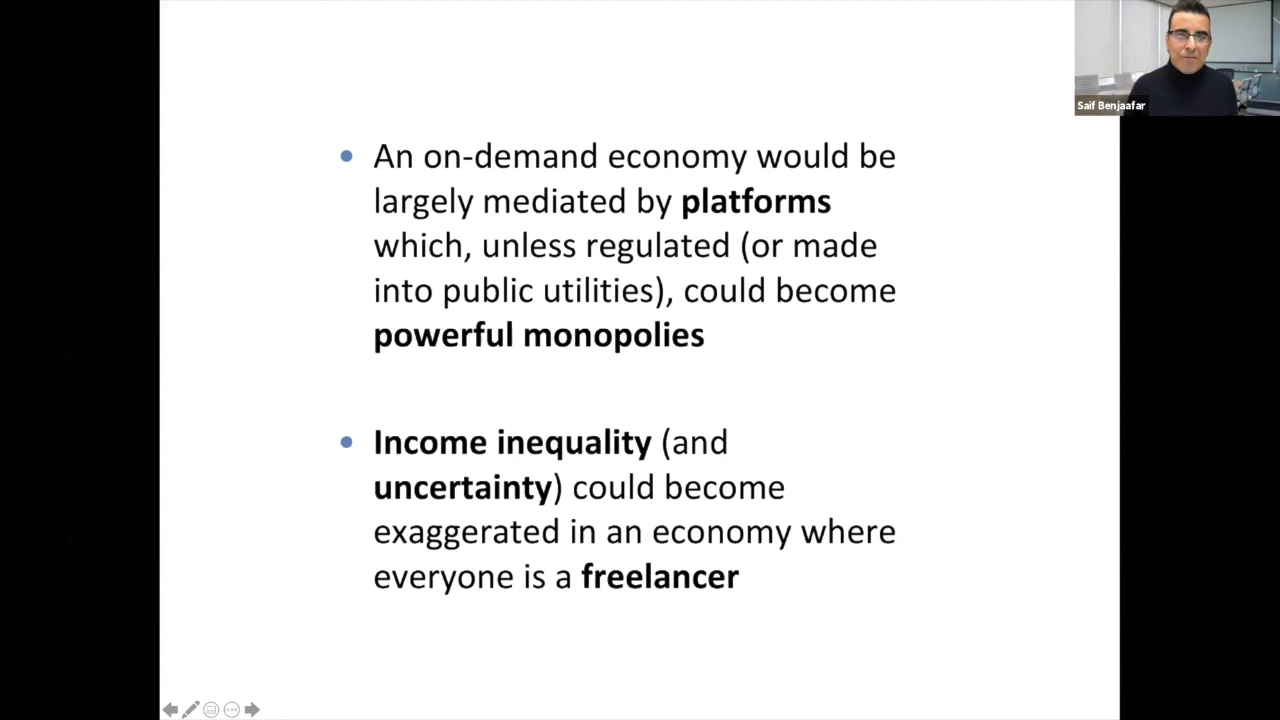 Saif Benjaafar
• An on-demand economy would be
largely mediated by platforms
which, unless regulated (or made
into public utilities), could become
powerful monopolies
• Income inequality (and
uncertainty) could become
exaggerated in an economy where
everyone is a freelancer